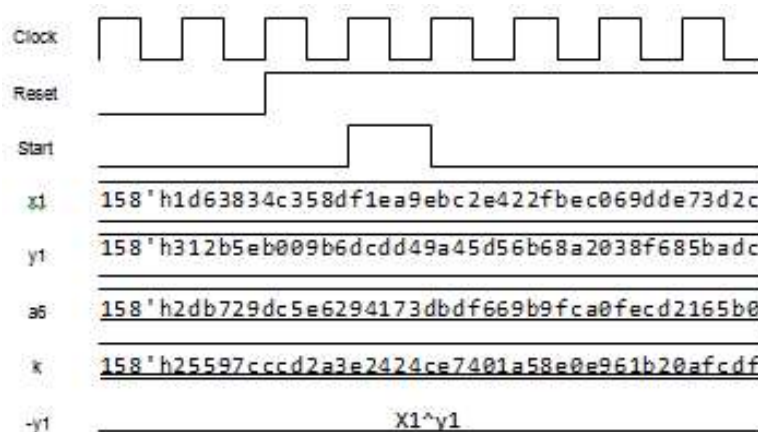 Clock
Reset
Start
x1 158'h1d63834c358df1ea9ebc2e422fbec069dde73d2c
y1 158'h312b5eb009b6dcdd49a45d56b68a2038f685badc
a6 158'h2db729dc5e6294173dbdf669b9fca0fecd2165b0
k 158'h25597cccd2a3e2424ce7401a58e0e961b20afcdf
-y1 X1^y1